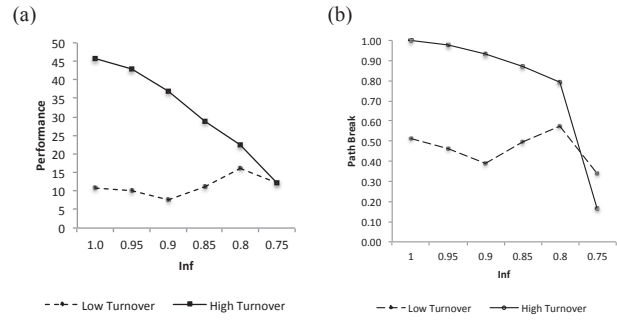 (a)
50
45
40
35
30
25
20
15
10
5
0
Performance
1.0 0.95 0.9 0.85 0.8 0.75
Inf
Low Turnover High Turnover
(b)
1.00
0.90
0.80
0.70
0.60
0.50
0.40
0.30
0.20
0.10
0.00
Path Break
1 0.95 0.9 0.85 0.8 0.75
Inf
Low Turnover High Turnover